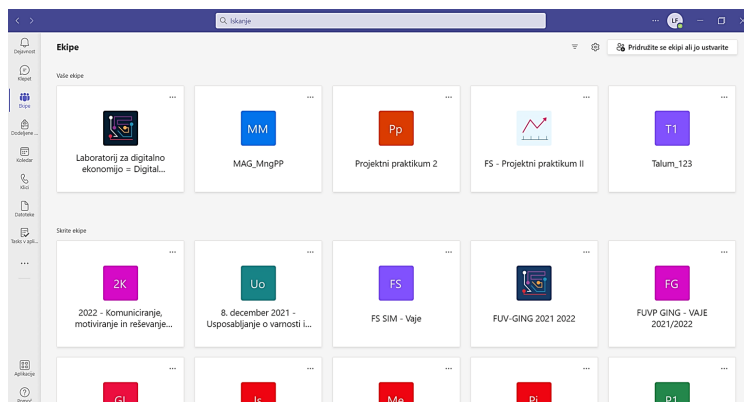 Iskanje
LF
Dejavnost
Klepet
Ekipe
Dodeljene ...
Koledar
Klici
Datoteke
Tasks v apli...
Aplikacije
Pomoč
Ekipe
Pridružite se ekipi ali jo ustvarite
Vaše ekipe
Laboratorij za digitalno
ekonomijo = Digital...
MM
MAG_MngPP
Pp
Projektni praktikum 2
FS - Projektni praktikum II
T1
Talum_123
Skrite ekipe
2K
2022 - Komuniciranje,
motiviranje in reševanje...
Uo
8. december 2021 -
Usposabljanje o varnosti i...
FS
FS SIM - Vaje
FUV-GING 2021 2022
FG
FUVP GING - VAJE
2021/2022
Me
P1